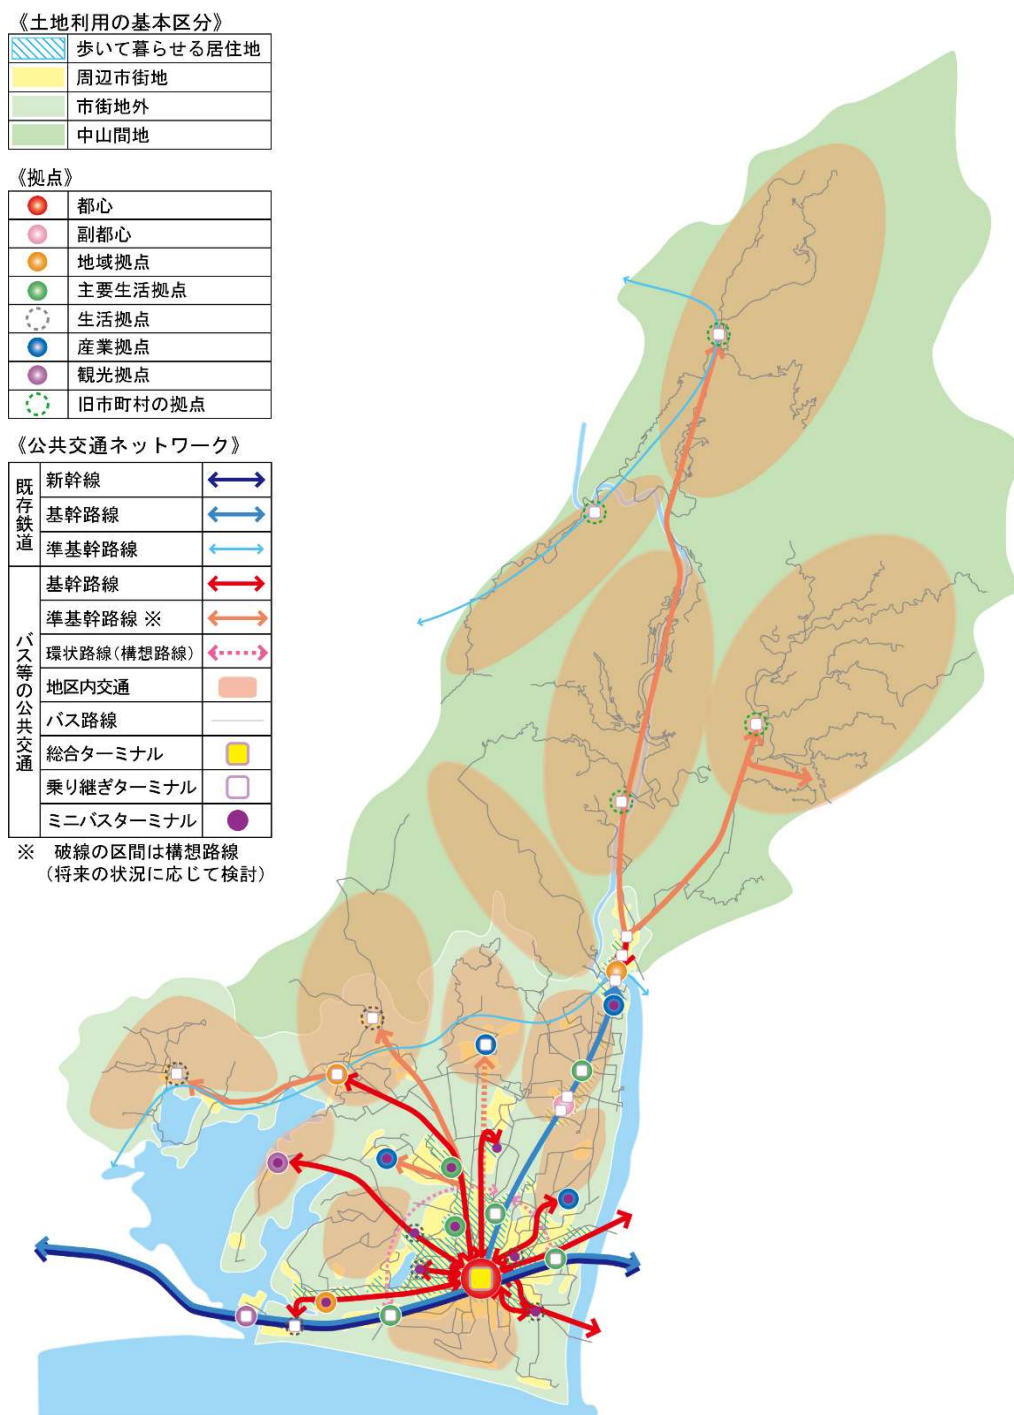 《土地利用の基本区分》
歩いて暮らせる居住地
周辺市街地
市街地外
中山間地
《拠点》
都心
副都心
地域拠点
主要生活拠点
生活拠点
産業拠点
観光拠点
旧市町村の拠点
《公共交通ネットワーク》
既存鉄道
新幹線
基幹路線
準基幹路線
バス等の公共交通
基幹路線
準基幹路線 ※
環状路線(構想路線)
地区内交通
バス路線
総合ターミナル
乗り継ぎターミナル
ミニバスターミナル
※ 破線の区間は構想路線
(将来の状況に応じて検討)